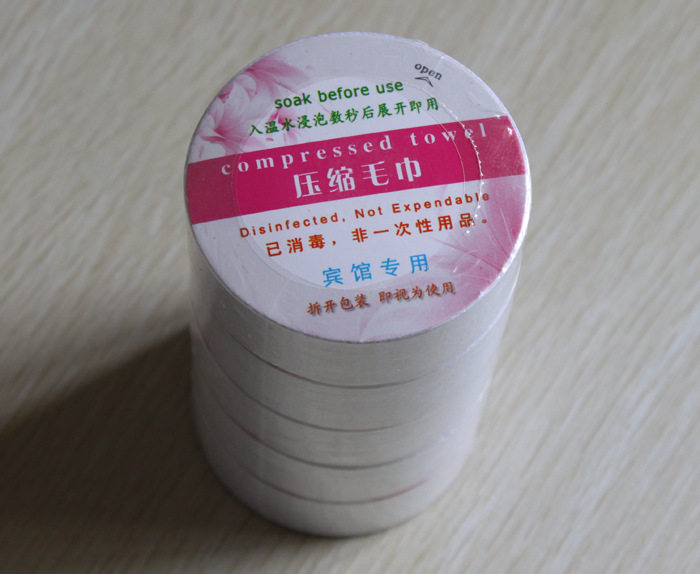 open
soak before use
入温水浸泡数秒后展开即用
compressed towel
压缩毛巾
Disinfected, Not Expendable
已消毒，非一次性用品。
宾馆专用
拆开包装 即视为使用